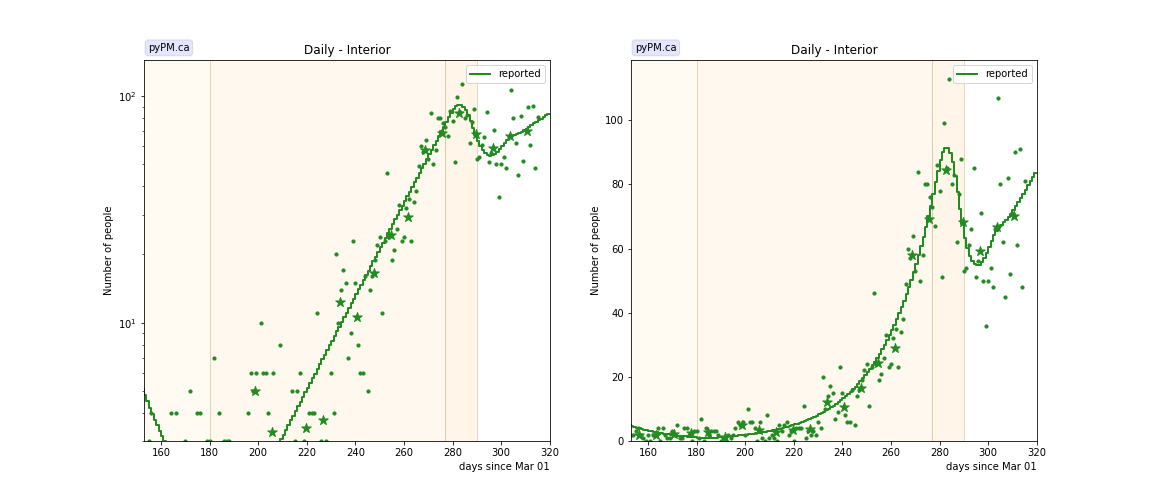 pyPM.ca
Daily - Interior
reported
Number of people
10²
10¹
160 180 200 220 240 260 280 300 320
days since Mar 01
pyPM.ca
Daily - Interior
reported
Number of people
100
80
60
40
20
0
160 180 200 220 240 260 280 300 320
days since Mar 01